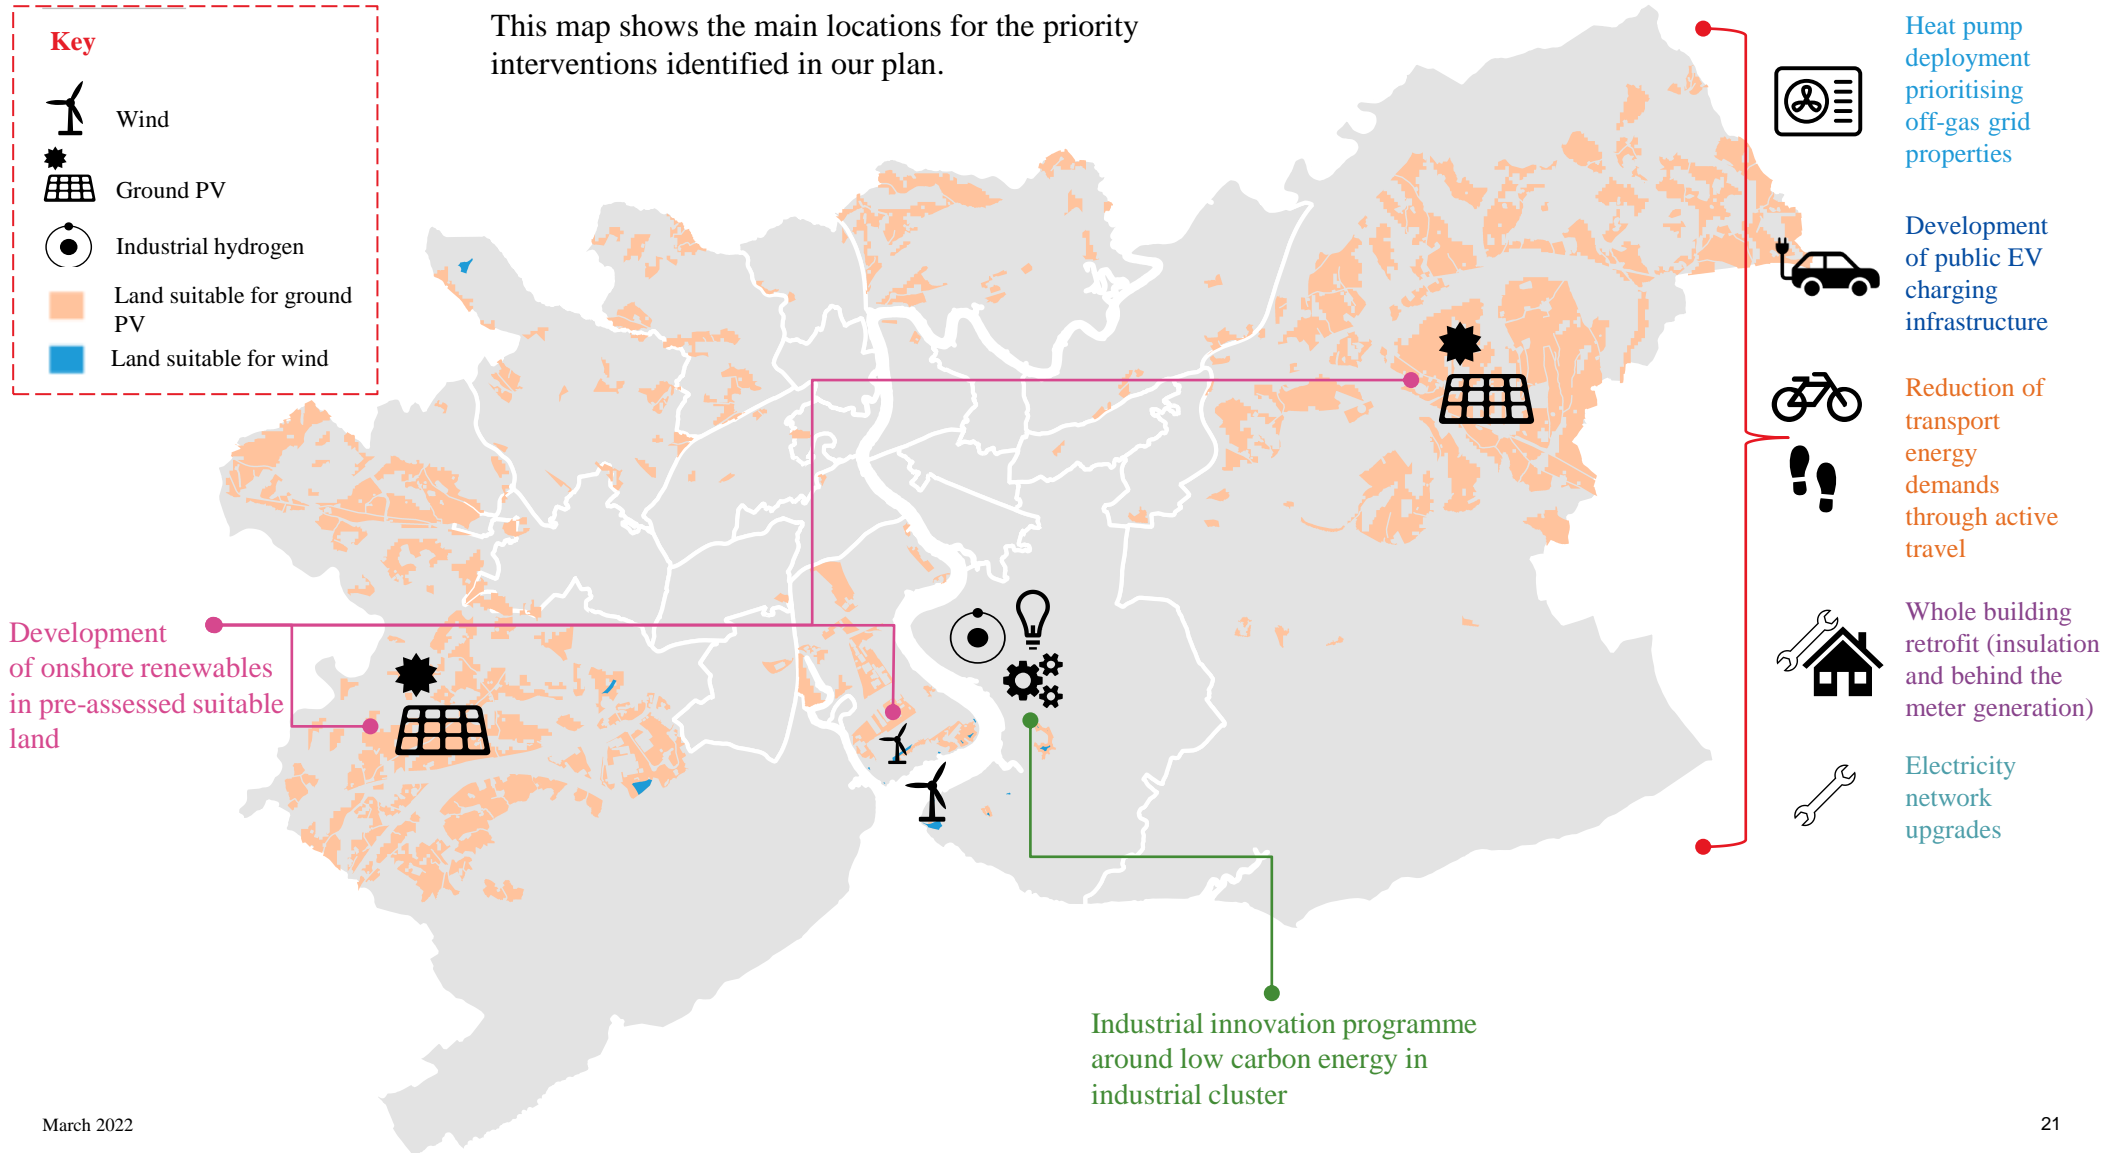 This map shows the main locations for the priority
interventions identified in our plan.
Key
Wind
Ground PV
Industrial hydrogen
Land suitable for ground
PV
Land suitable for wind
Heat pump
deployment
prioritising
off-gas grid
properties
Development
of public EV
charging
infrastructure
Reduction of
transport
energy
demands
through active
travel
Whole building
retrofit (insulation
and behind the
meter generation)
Electricity
network
upgrades
Development
of onshore renewables
in pre-assessed suitable
land
Industrial innovation programme
around low carbon energy in
industrial cluster
March 2022
21